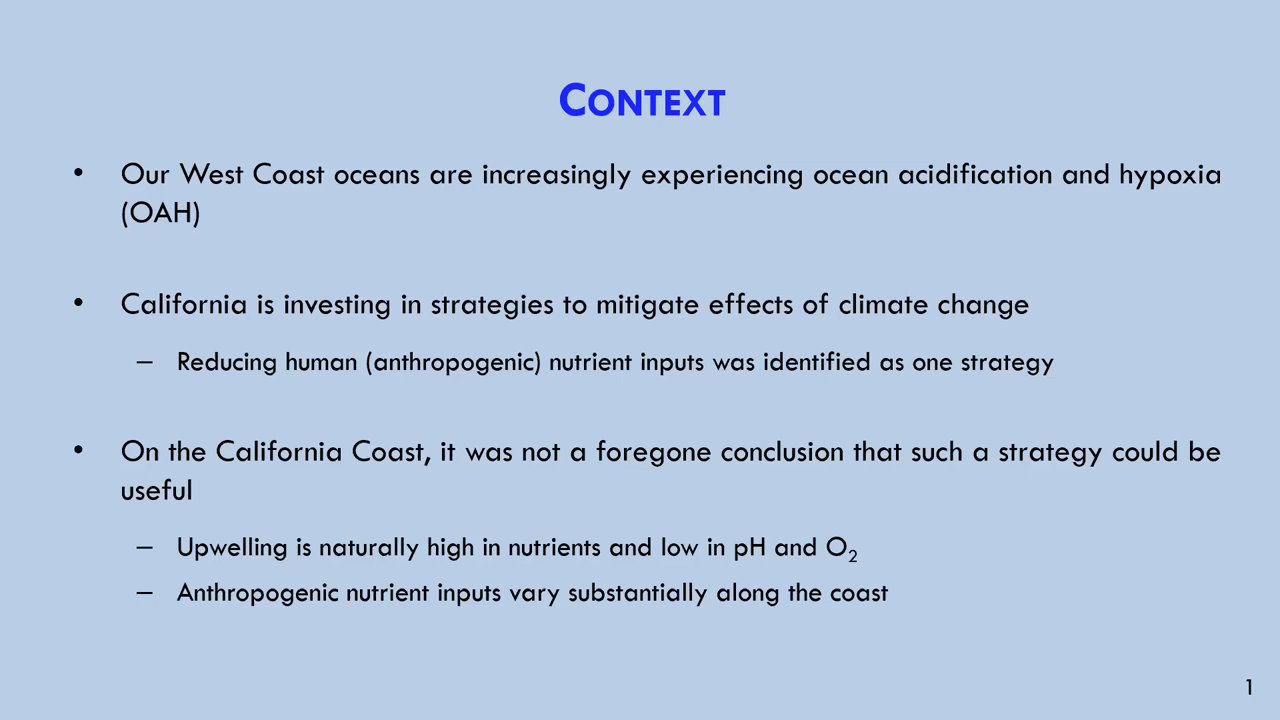 CONTEXT
• Our West Coast oceans are increasingly experiencing ocean acidification and hypoxia
(OAH)
• California is investing in strategies to mitigate effects of climate change
– Reducing human (anthropogenic) nutrient inputs was identified as one strategy
• On the California Coast, it was not a foregone conclusion that such a strategy could be
useful
– Upwelling is naturally high in nutrients and low in pH and O₂
– Anthropogenic nutrient inputs vary substantially along the coast
1